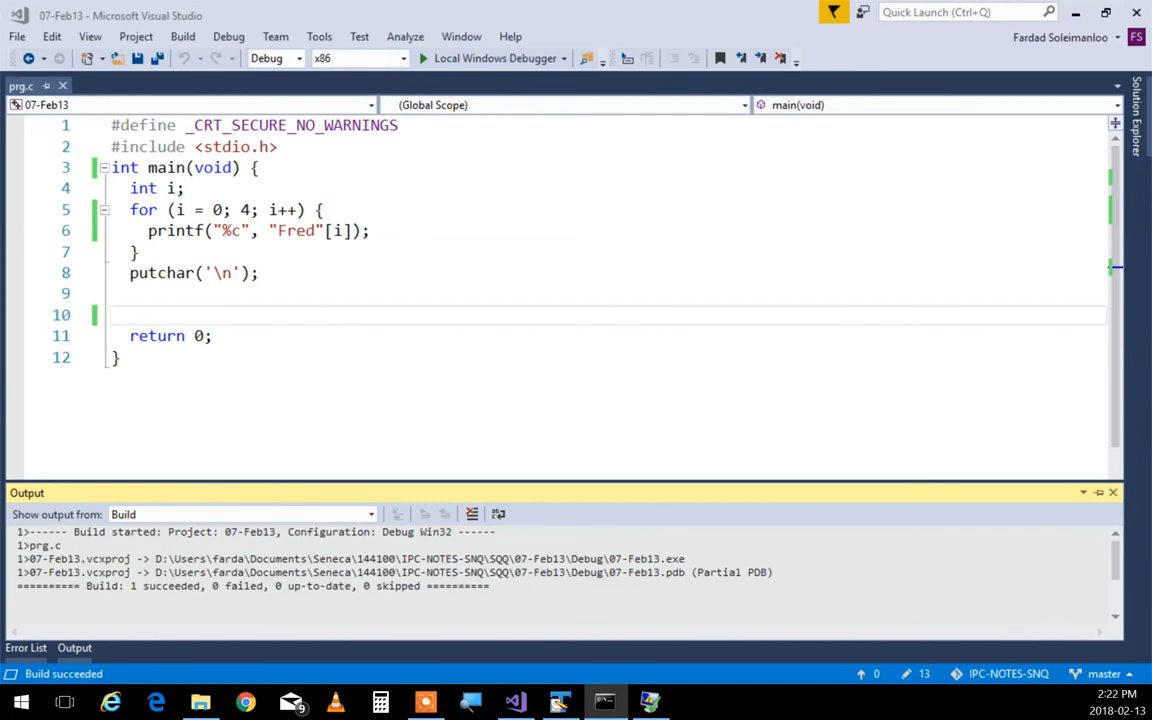 07-Feb13 - Microsoft Visual Studio
Quick Launch (Ctrl+Q)
File Edit View Project Build Debug Team Tools Test Analyze Window Help
Fardad Soleimanloo FS
Debug x86 Local Windows Debugger
prg.c
07-Feb13 (Global Scope) main(void)
Solution Explorer
1 #define _CRT_SECURE_NO_WARNINGS
2 #include <stdio.h>
3 int main(void) {
4 int i;
5 for (i = 0; 4; i++) {
6 printf("%c", "Fred"[i]);
7 }
8 putchar('\n');
9
10
11 return 0;
12 }
Output
Show output from: Build
1>------ Build started: Project: 07-Feb13, Configuration: Debug Win32 ------
1>prg.c
1>07-Feb13.vcxproj -> D:\Users\farda\Documents\Seneca\144100\IPC-NOTES-SNQ\SQQ\07-Feb13\Debug\07-Feb13.exe
1>07-Feb13.vcxproj -> D:\Users\farda\Documents\Seneca\144100\IPC-NOTES-SNQ\SQQ\07-Feb13\Debug\07-Feb13.pdb (Partial PDB)
========== Build: 1 succeeded, 0 failed, 0 up-to-date, 0 skipped ==========
Error List Output
Build succeeded 0 13 IPC-NOTES-SNQ master
9
2:22 PM
2018-02-13